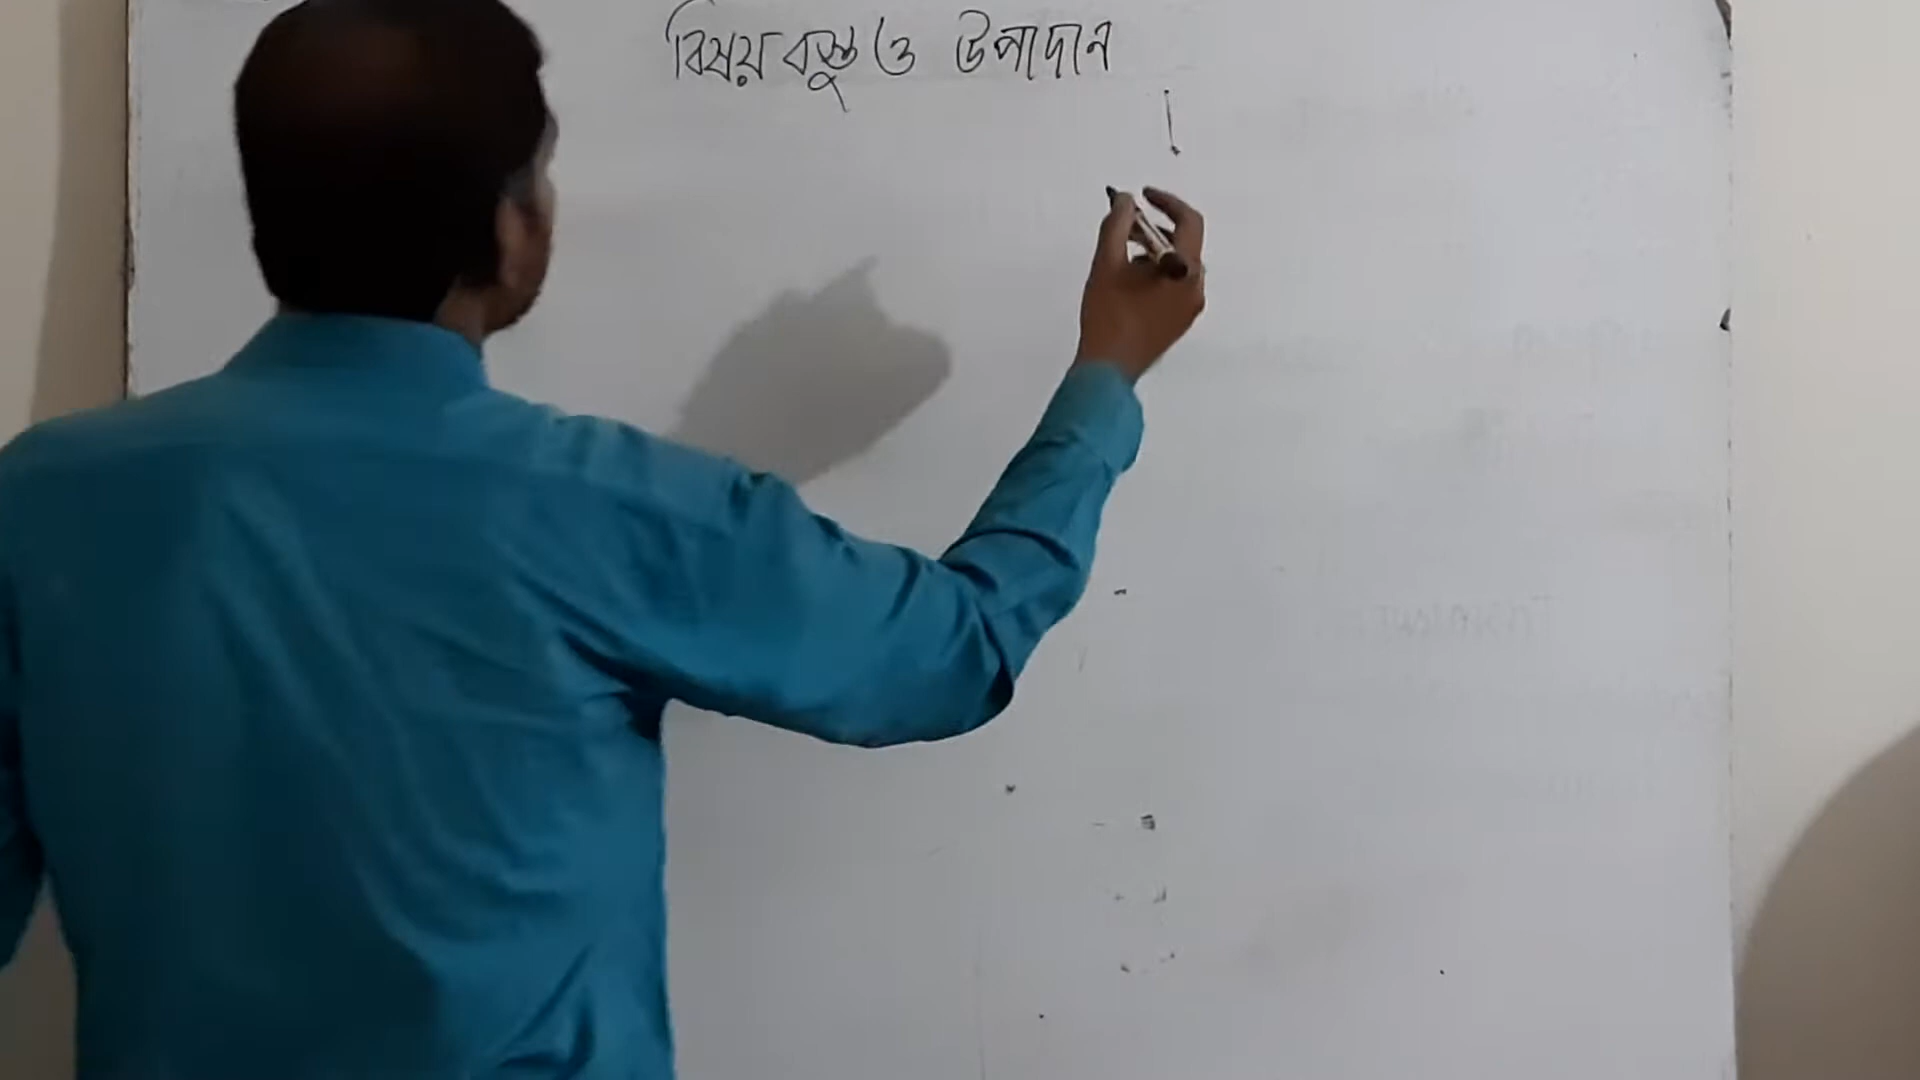 বিষয়বস্তু ও উপাদান